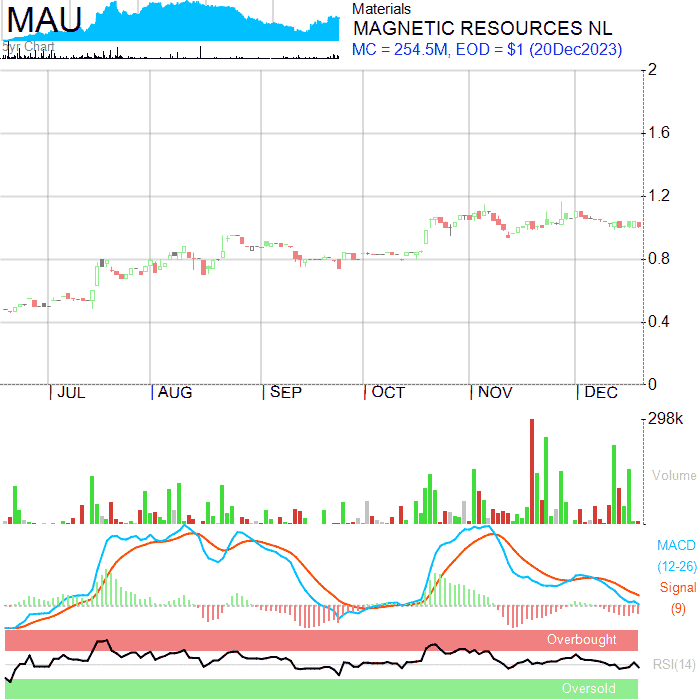 MAU
5yr Chart
Materials
MAGNETIC RESOURCES NL
MC = 254.5M, EOD = $1 (20Dec2023)
2
1.6
1.2
0.8
0.4
0
JUL AUG SEP OCT NOV DEC
298k
Volume
MACD
(12-26)
Signal
(9)
Overbought
RSI(14)
Oversold